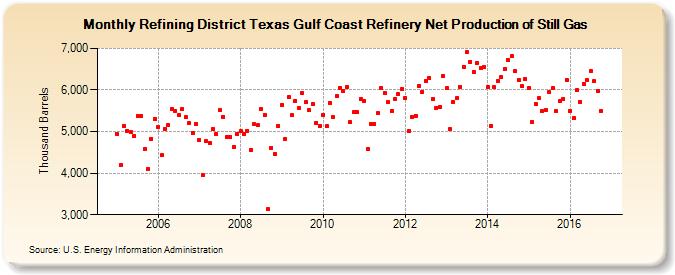 Monthly Refining District Texas Gulf Coast Refinery Net Production of Still Gas
Thousand Barrels
7,000
6,000
5,000
4,000
3,000
2006 2008 2010 2012 2014 2016
Source: U.S. Energy Information Administration